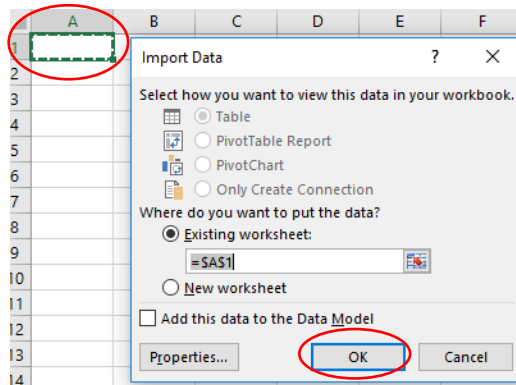 A B C D E F
1
2
3
4
5
6
7
8
9
10
11
12
13
14
Import Data ? ×
Select how you want to view this data in your workbook.
Table
PivotTable Report
PivotChart
Only Create Connection
Where do you want to put the data?
Existing worksheet:
=$A$1
New worksheet
Add this data to the Data Model
Properties... OK Cancel